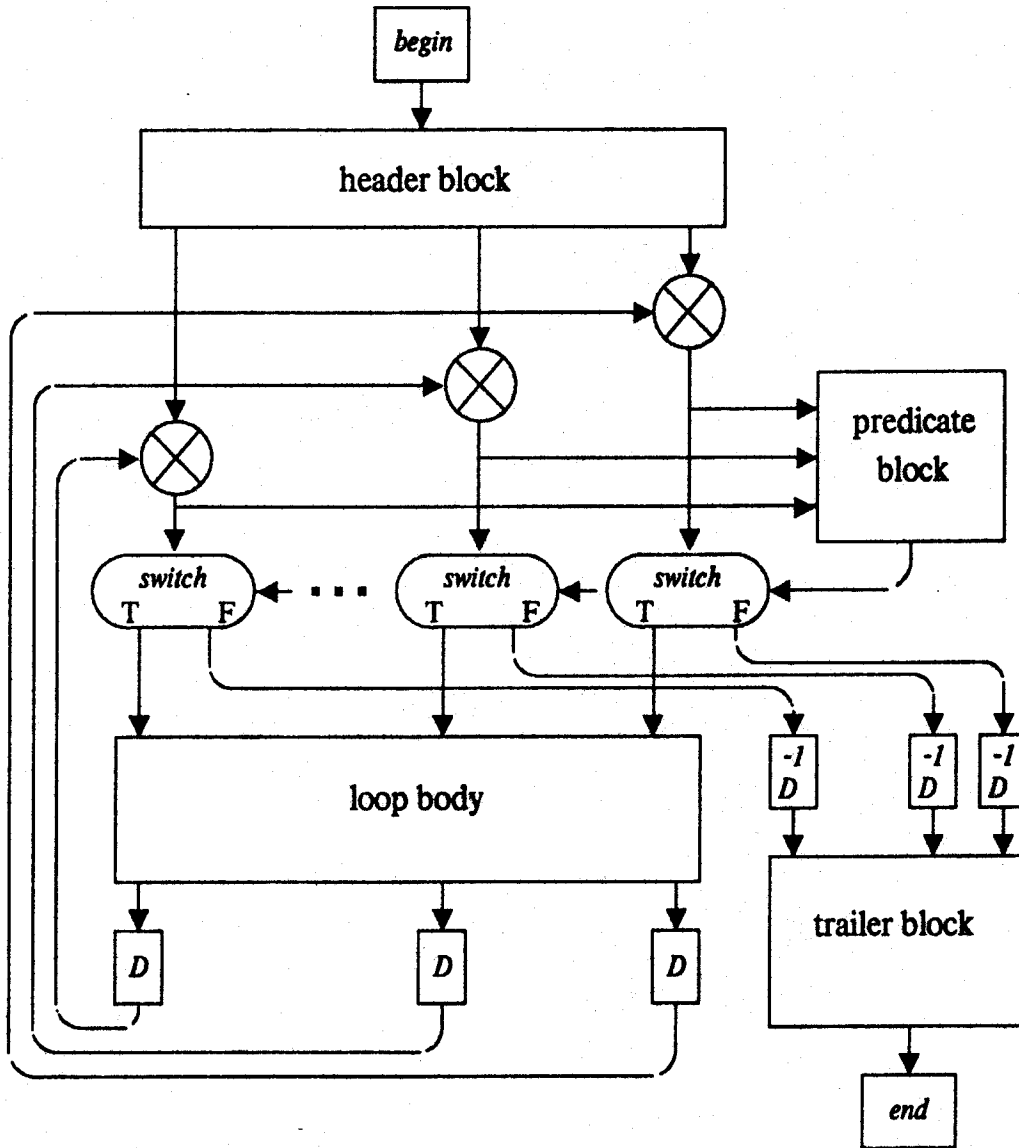 begin
header block
predicate
block
switch
T F
switch
T F
switch
T F
-1
D
-1
D
-1
D
loop body
trailer block
D
D
D
end